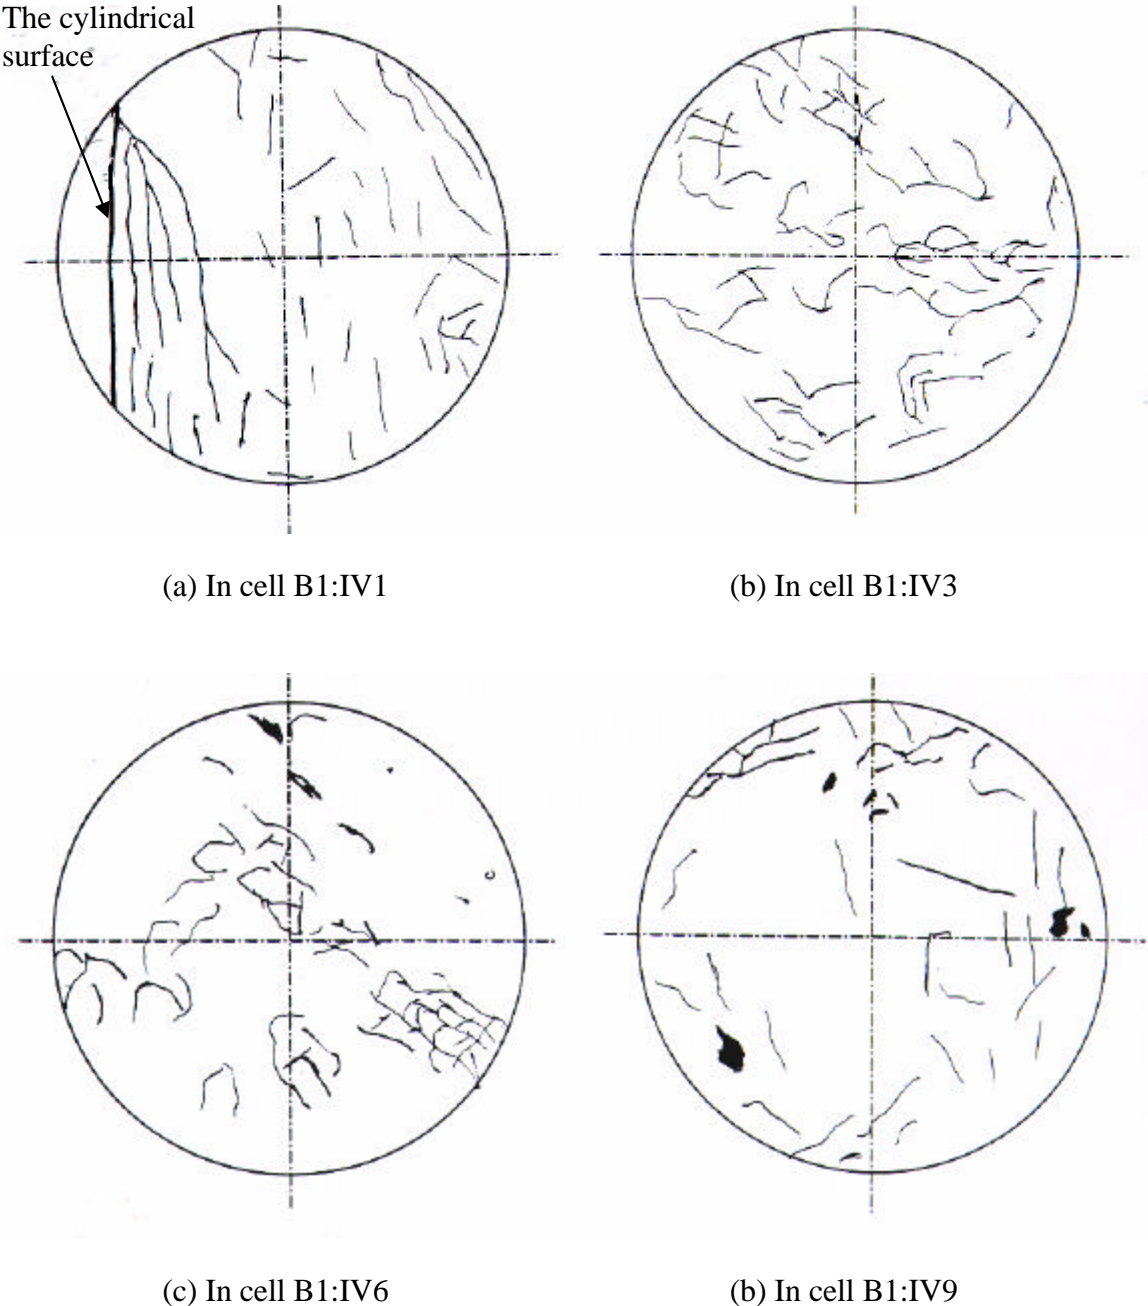 The cylindrical
surface
(a) In cell B1:IV1
(b) In cell B1:IV3
(c) In cell B1:IV6
(b) In cell B1:IV9